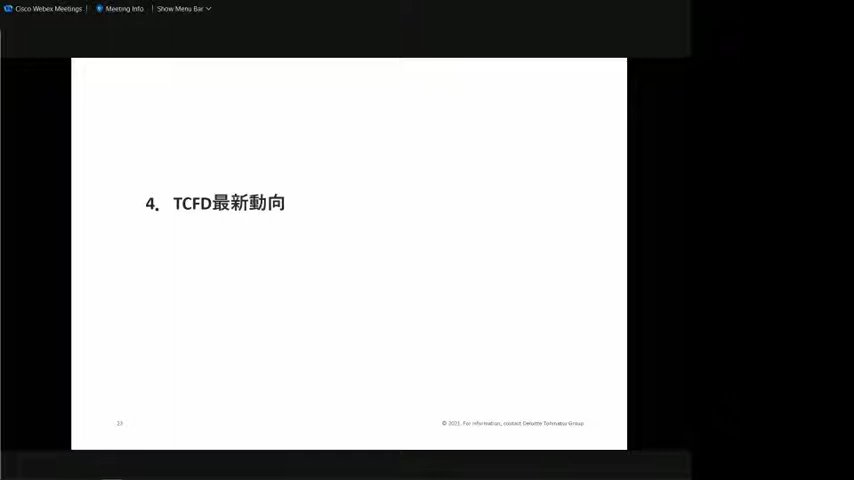 Cisco Webex Meetings | Meeting Info | Show Menu Bar
4. TCFD最新動向
23 © 2021. For information, contact Deloitte Tohmatsu Group